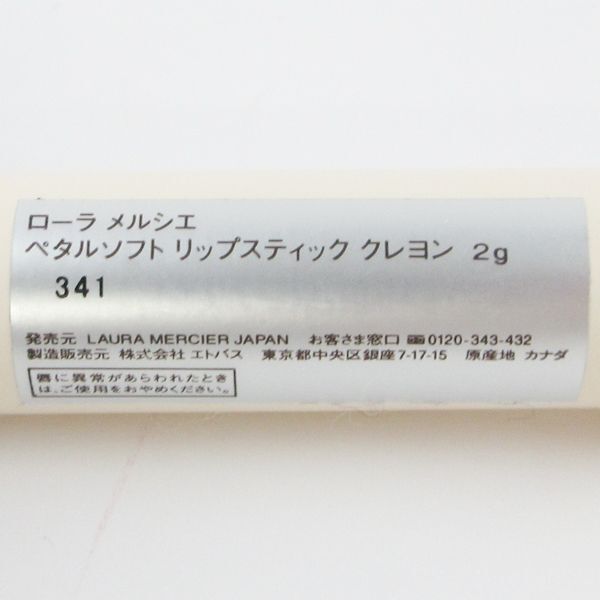 ローラ メルシエ
ペタルソフト リップスティック クレヨン 2g
341
発売元 LAURA MERCIER JAPAN お客さま窓口 0120-343-432
製造販売元 株式会社 エトバス 東京都中央区銀座7-17-15 原産地 カナダ
唇に異常があらわれたとき
は、ご使用をおやめください。